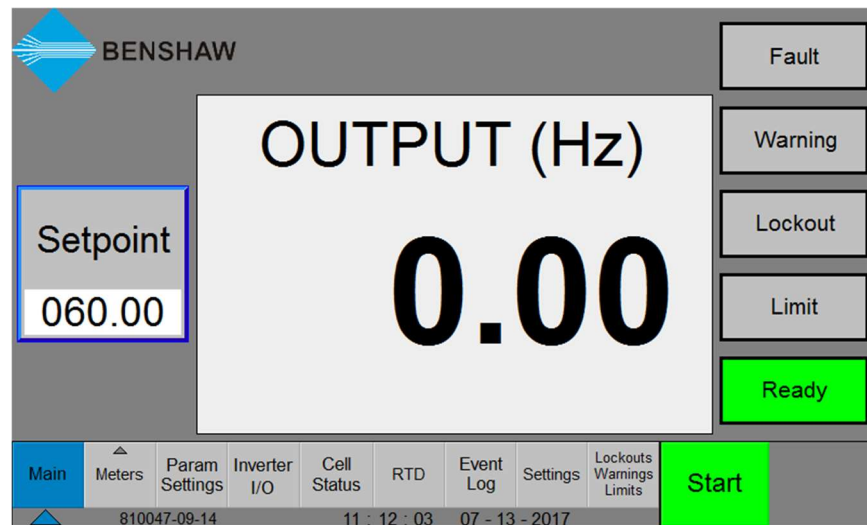 BENSHAW
Fault
OUTPUT (Hz)
Warning
Setpoint
Lockout
060.00
0.00
Limit
Ready
Main
Meters
Param
Settings
Inverter
I/O
Cell
Status
RTD
Event
Log
Settings
Lockouts
Warnings
Limits
Start
810047-09-14
11 : 12 : 03
07 - 13 - 2017